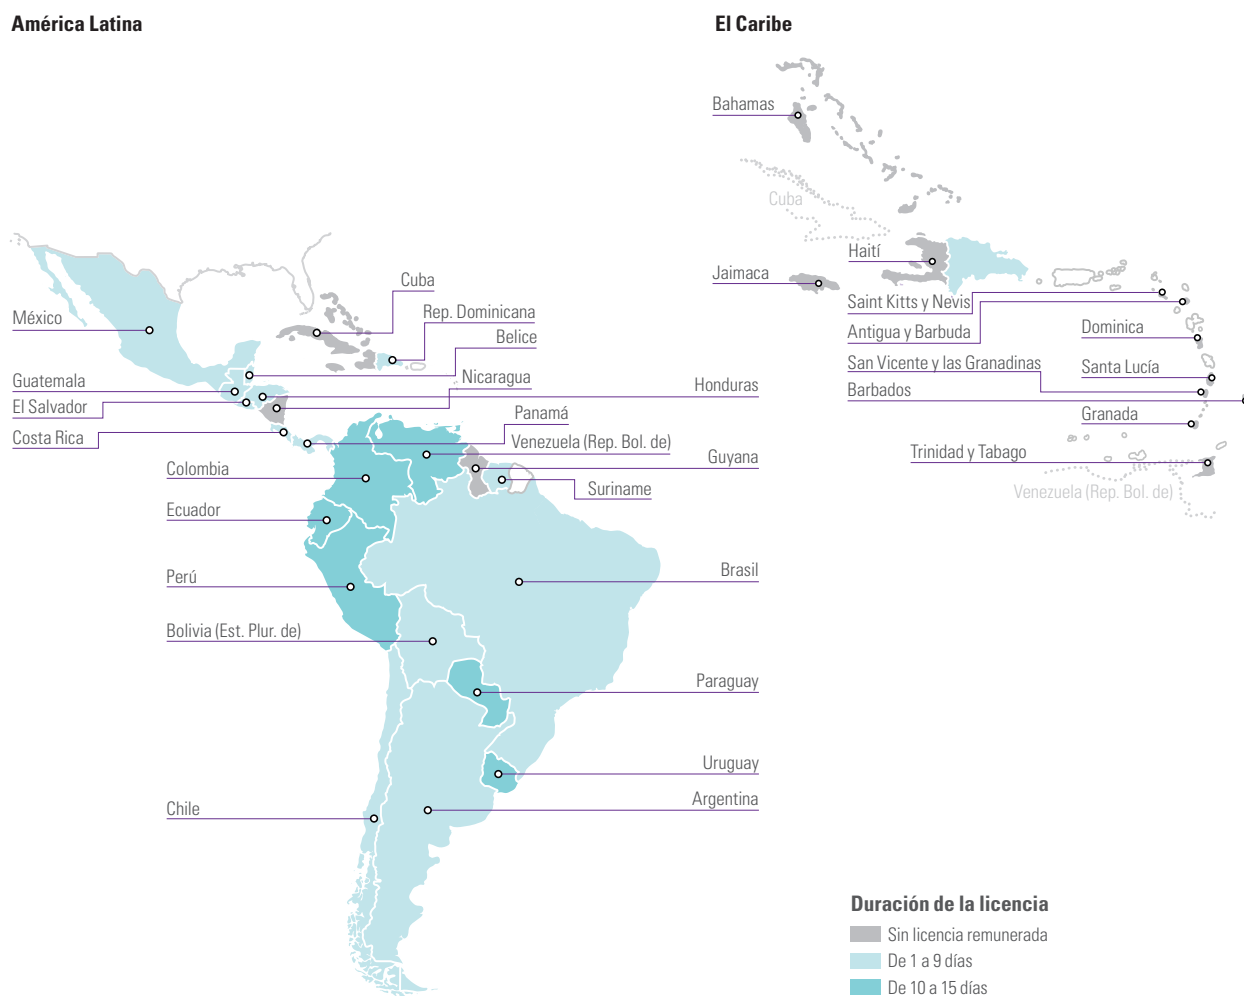 América Latina
El Caribe
Bahamas
Cuba
Haití
Jaimaca
Saint Kitts y Nevis
Antigua y Barbuda
Dominica
San Vicente y las Granadinas
Santa Lucía
Barbados
Granada
Trinidad y Tabago
Venezuela (Rep. Bol. de)
Cuba
México
Rep. Dominicana
Belice
Guatemala
Nicaragua
Honduras
El Salvador
Panamá
Costa Rica
Venezuela (Rep. Bol. de)
Guyana
Colombia
Suriname
Ecuador
Brasil
Perú
Bolivia (Est. Plur. de)
Paraguay
Uruguay
Argentina
Chile
Duración de la licencia
Sin licencia remunerada
De 1 a 9 días
De 10 a 15 días